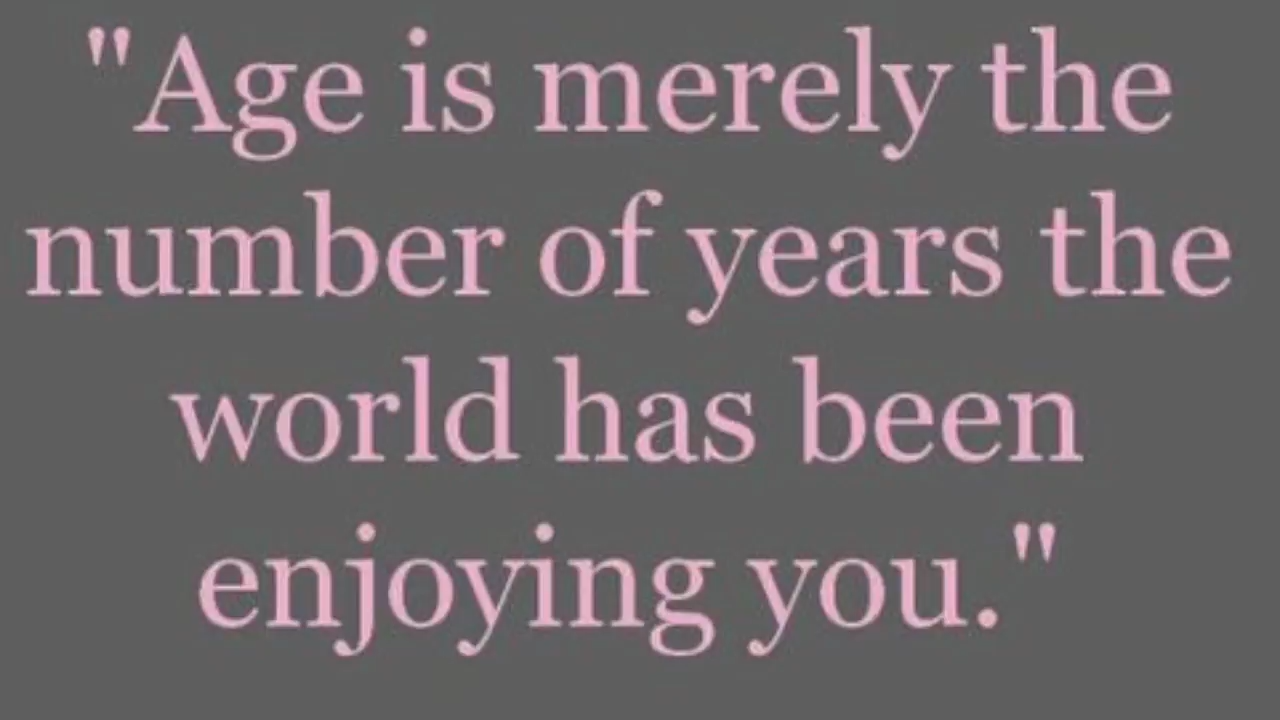 "Age is merely the
number of years the
world has been
enjoying you."